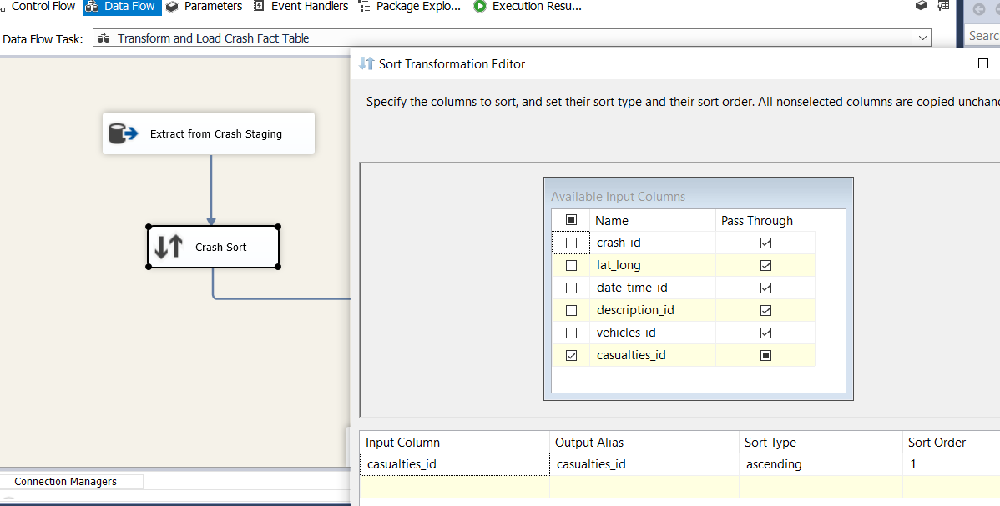 Control Flow Data Flow Parameters Event Handlers Package Explo... Execution Resu...
Data Flow Task: Transform and Load Crash Fact Table
Searc
Sort Transformation Editor
Specify the columns to sort, and set their sort type and their sort order. All nonselected columns are copied unchang
Extract from Crash Staging
Crash Sort
Available Input Columns
Name Pass Through
crash_id
lat_long
date_time_id
description_id
vehicles_id
casualties_id
Input Column Output Alias Sort Type Sort Order
casualties_id casualties_id ascending 1
Connection Managers